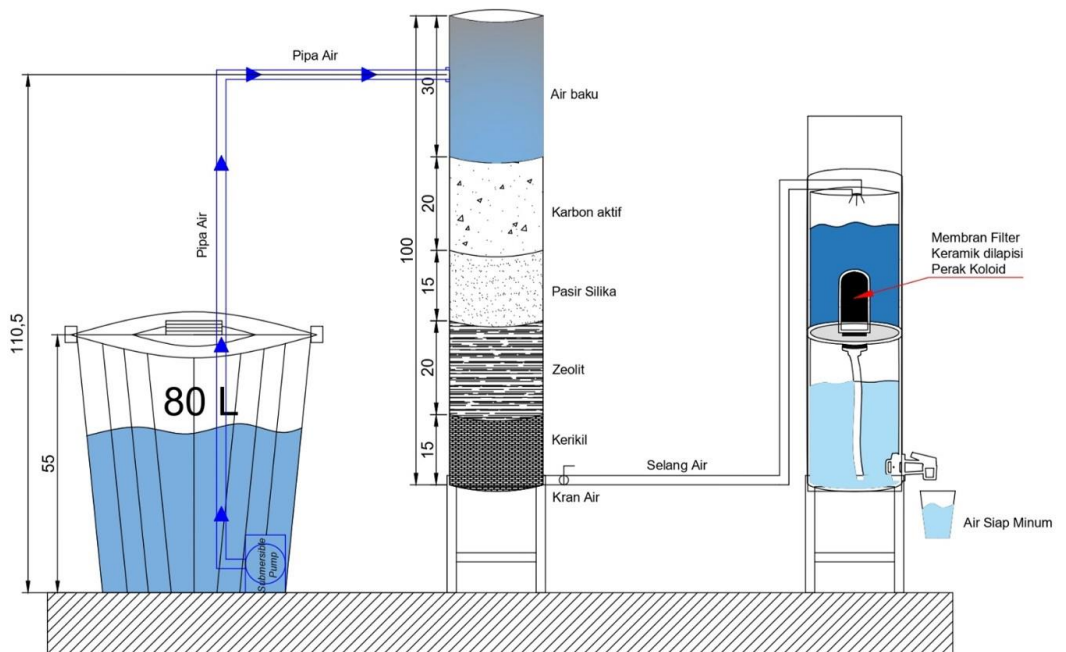 Pipa Air
Pipa Air
110,5
55
80 L
Submersible
Pump
100
30
20
15
20
15
Air baku
Karbon aktif
Pasir Silika
Zeolit
Kerikil
Selang Air
Kran Air
Membran Filter
Keramik dilapisi
Perak Koloid
Air Siap Minum